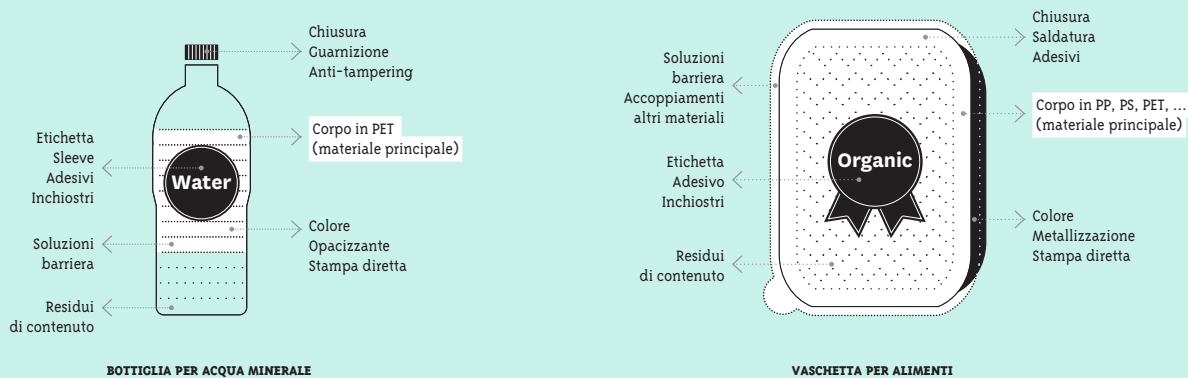 Chiusura
Guarnizione
Anti-tampering
Etichetta
Sleeve
Adesivi
Inchiostri
Corpo in PET
(materiale principale)
Water
Soluzioni
barriera
Colore
Opacizzante
Stampa diretta
Residui
di contenuto
BOTTIGLIA PER ACQUA MINERALE
Chiusura
Saldatura
Adesivi
Soluzioni
barriera
Accoppiamenti
altri materiali
Corpo in PP, PS, PET, ...
(materiale principale)
Organic
Etichetta
Adesivo
Inchiostri
Colore
Metallizzazione
Stampa diretta
Residui
di contenuto
VASCHETTA PER ALIMENTI